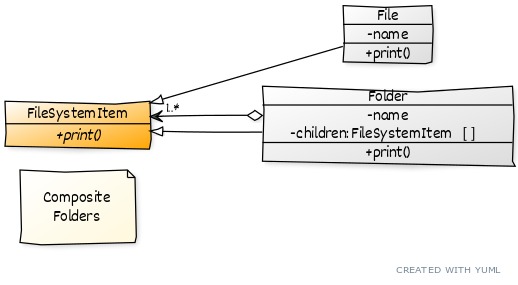 File
-name
+print()
1..*
FileSystemItem
+print()
Folder
-name
-children:FileSystemItem []
+print()
Composite
Folders
CREATED WITH YUML